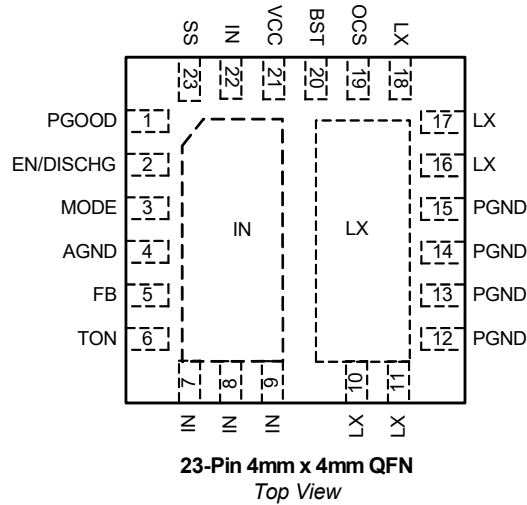 SS IN VCC BST OCS LX
23 22 21 20 19 18
PGOOD 1 17 LX
EN/DISCHG 2 16 LX
MODE 3 15 PGND
AGND 4 IN LX 14 PGND
FB 5 13 PGND
TON 6 12 PGND
7 8 9 10 11
IN IN IN LX LX
23-Pin 4mm x 4mm QFN
Top View